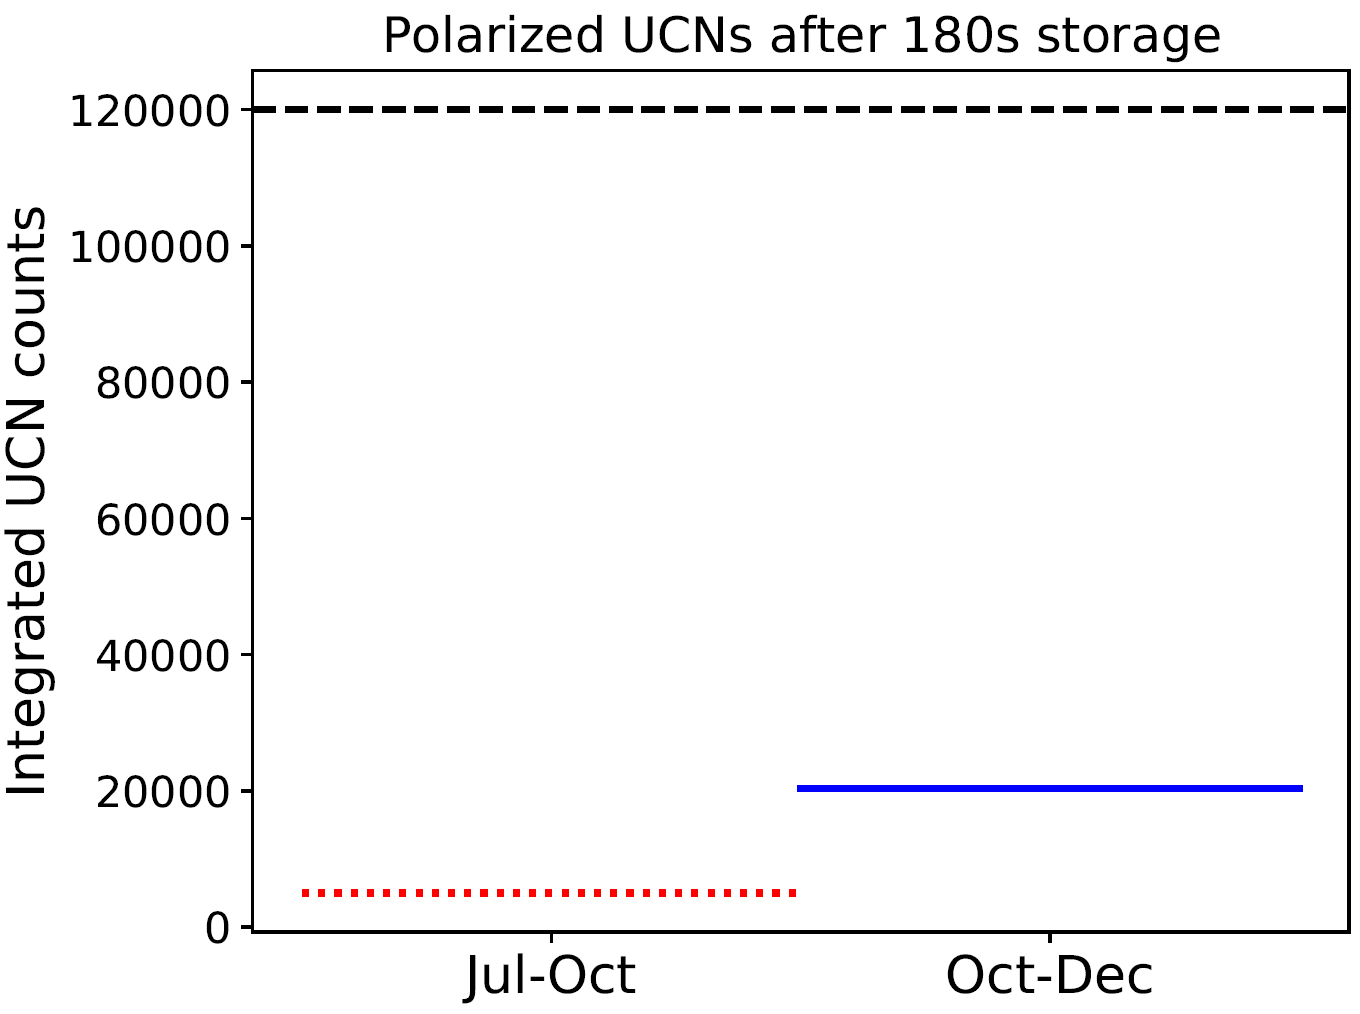 Polarized UCNs after 180s storage
Integrated UCN counts
120000
100000
80000
60000
40000
20000
0
Jul-Oct
Oct-Dec